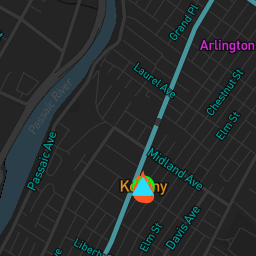 Grand Pl
Arlington
Laurel Ave
Chestnut St
Passaic River
Elm St
Passaic Ave
Midland Ave
Elm St
Davis Ave